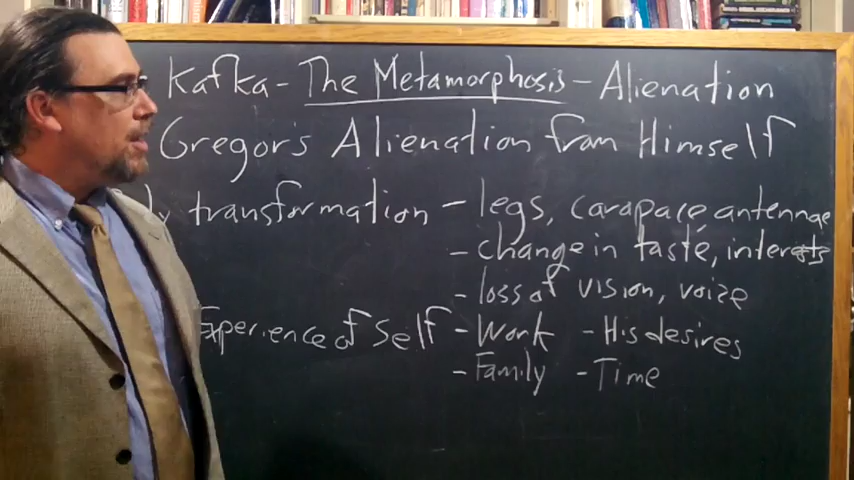 Kafka - The Metamorphosis - Alienation
Gregor's Alienation from Himself
ly transformation - legs, carapace, antennae
- change in taste, interests
- loss of vision, voice
Experience of Self - Work - His desires
- Family - Time